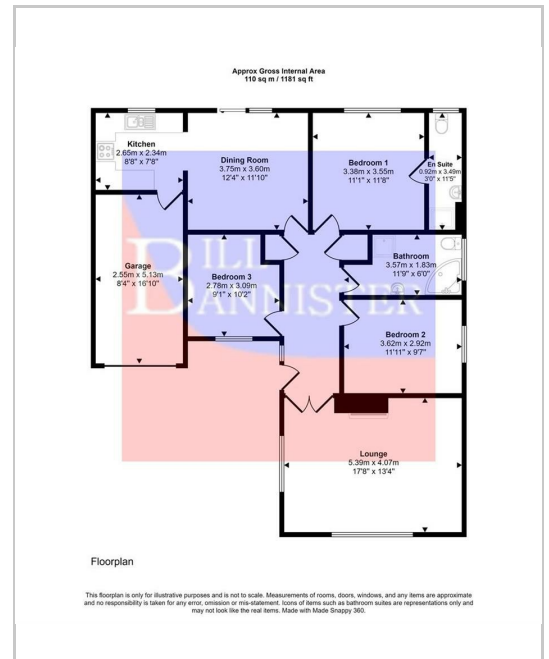 Approx Gross Internal Area
110 sq m / 1181 sq ft
Kitchen
2.65m x 2.34m
8'8" x 7'8"
Dining Room
3.75m x 3.60m
12'4" x 11'10"
Bedroom 1
3.38m x 3.55m
11'1" x 11'8"
En Suite
0.92m x 3.49m
3'0" x 11'5"
Garage
2.55m x 5.13m
8'4" x 16'10"
Bedroom 3
2.78m x 3.09m
9'1" x 10'2"
Bathroom
3.57m x 1.83m
11'9" x 6'0"
BILL
BANNISTER
Bedroom 2
3.62m x 2.92m
11'11" x 9'7"
Lounge
5.39m x 4.07m
17'8" x 13'4"
Floorplan
This floorplan is only for illustrative purposes and is not to scale. Measurements of rooms, doors, windows, and any items are approximate
and no responsibility is taken for any error, omission or mis-statement. Icons of items such as bathroom suites are representations only and
may not look like the real items. Made with Made Snappy 360.